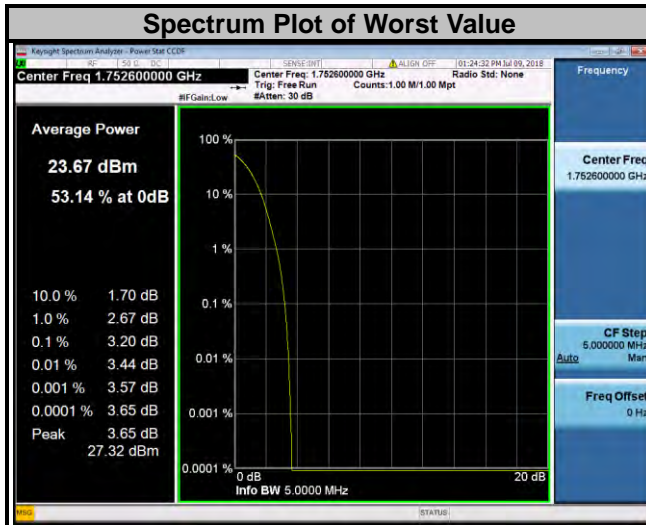 Spectrum Plot of Worst Value
Keysight Spectrum Analyzer - Power Stat CCDF
RF 50 Ω DC SENSE:INT ALIGN OFF 01:24:32 PM Jul 09, 2018
Center Freq 1.752600000 GHz
Center Freq: 1.752600000 GHz Radio Std: None
Trig: Free Run Counts:1.00 M/1.00 Mpt
#IFGain:Low #Atten: 30 dB
Frequency
Average Power
23.67 dBm
53.14 % at 0dB
10.0 % 1.70 dB
1.0 % 2.67 dB
0.1 % 3.20 dB
0.01 % 3.44 dB
0.001 % 3.57 dB
0.0001 % 3.65 dB
Peak 3.65 dB
27.32 dBm
100 %
10 %
1 %
0.1 %
0.01 %
0.001 %
0.0001 %
0 dB 20 dB
Info BW 5.0000 MHz
Center Freq
1.752600000 GHz
CF Step
5.000000 MHz
Auto Man
Freq Offset
0 Hz
MSG STATUS